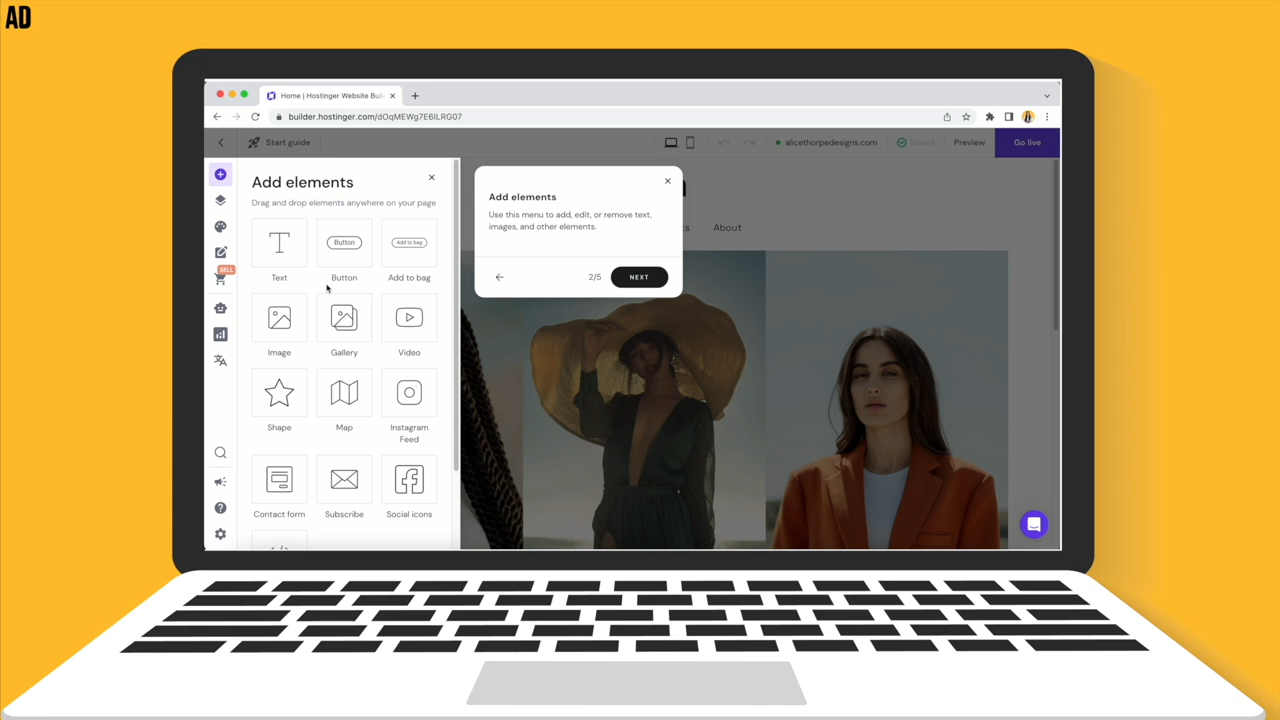 AD
Home | Hostinger Website Buil
builder.hostinger.com/dOqMEWg7E6ILRG07
Start guide
alicethorpedesigns.com
Saved
Preview
Go live
Add elements
Drag and drop elements anywhere on your page
Text
Button
Button
Add to bag
Add to bag
SELL
Image
Gallery
Video
Shape
Map
Instagram
Feed
Contact form
Subscribe
Social icons
Add elements
Use this menu to add, edit, or remove text,
images, and other elements.
2/5
NEXT
About